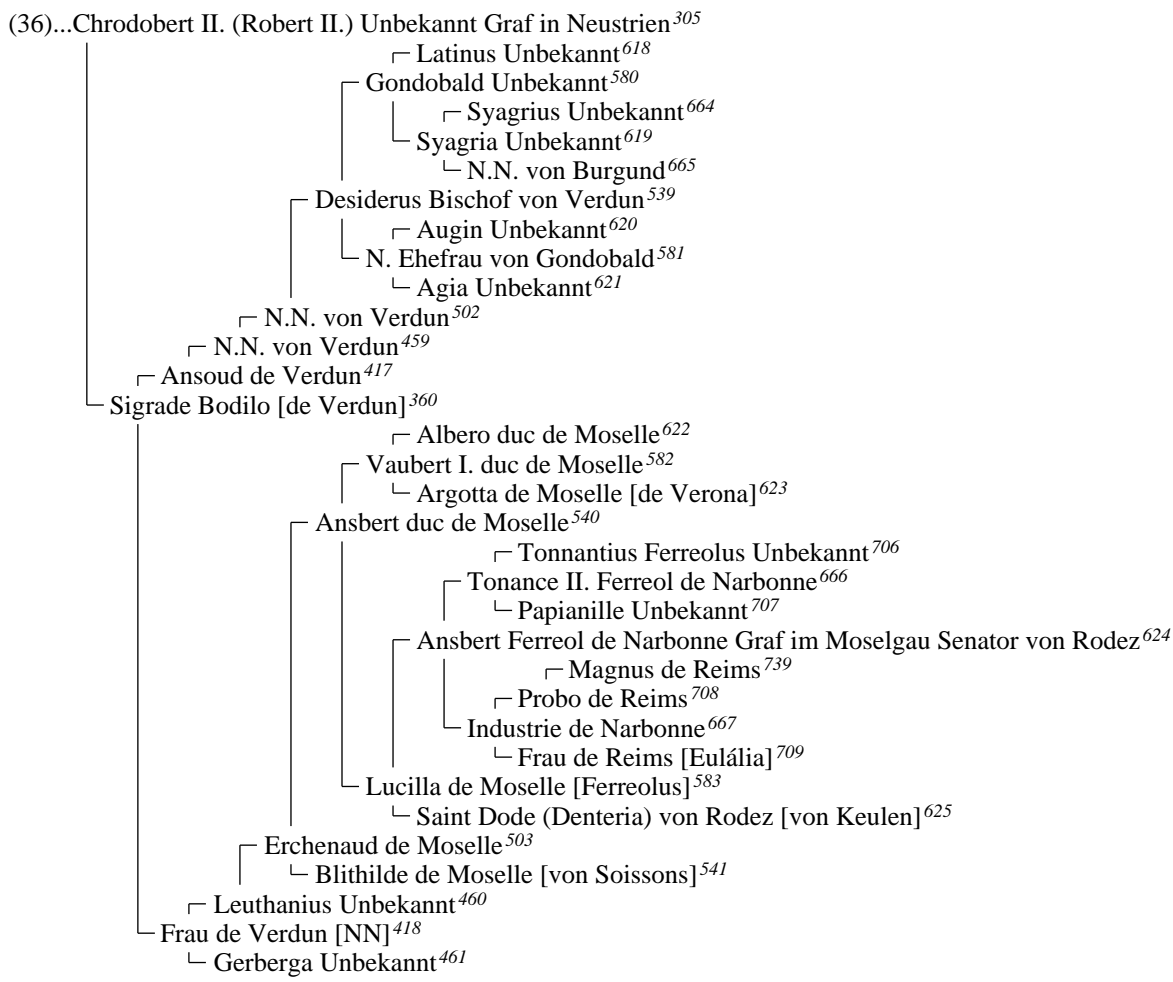 (36)...Chrodobert II. (Robert II.) Unbekannt Graf in Neustrien305
Latinus Unbekannt618
Gondobald Unbekannt580
Syagrius Unbekannt664
Syagria Unbekannt619
N.N. von Burgund665
Desiderus Bischof von Verdun539
Augin Unbekannt620
N. Ehefrau von Gondobald581
Agia Unbekannt621
N.N. von Verdun502
N.N. von Verdun459
Ansoud de Verdun417
Sigrade Bodilo [de Verdun]360
Albero duc de Moselle622
Vaubert I. duc de Moselle582
Argotta de Moselle [de Verona]623
Ansbert duc de Moselle540
Tonnantius Ferreolus Unbekannt706
Tonance II. Ferreol de Narbonne666
Papianille Unbekannt707
Ansbert Ferreol de Narbonne Graf im Moselgau Senator von Rodez624
Magnus de Reims739
Probo de Reims708
Industrie de Narbonne667
Frau de Reims [Eulália]709
Lucilla de Moselle [Ferreolus]583
Saint Dode (Denteria) von Rodez [von Keulen]625
Erchenaud de Moselle503
Blithilde de Moselle [von Soissons]541
Leuthanius Unbekannt460
Frau de Verdun [NN]418
Gerberga Unbekannt461